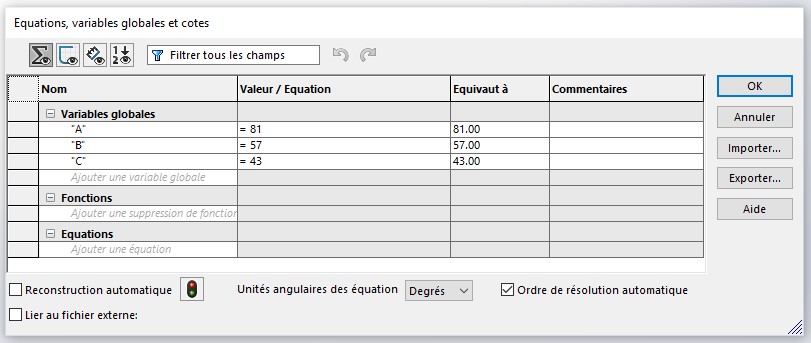 Equations, variables globales et cotes
Filtrer tous les champs
Nom Valeur / Equation Equivaut à Commentaires
Variables globales
"A" = 81 81.00
"B" = 57 57.00
"C" = 43 43.00
Ajouter une variable globale
Fonctions
Ajouter une suppression de fonction
Equations
Ajouter une équation
OK
Annuler
Importer...
Exporter...
Aide
Reconstruction automatique Unités angulaires des équation Degrés Ordre de résolution automatique
Lier au fichier externe: